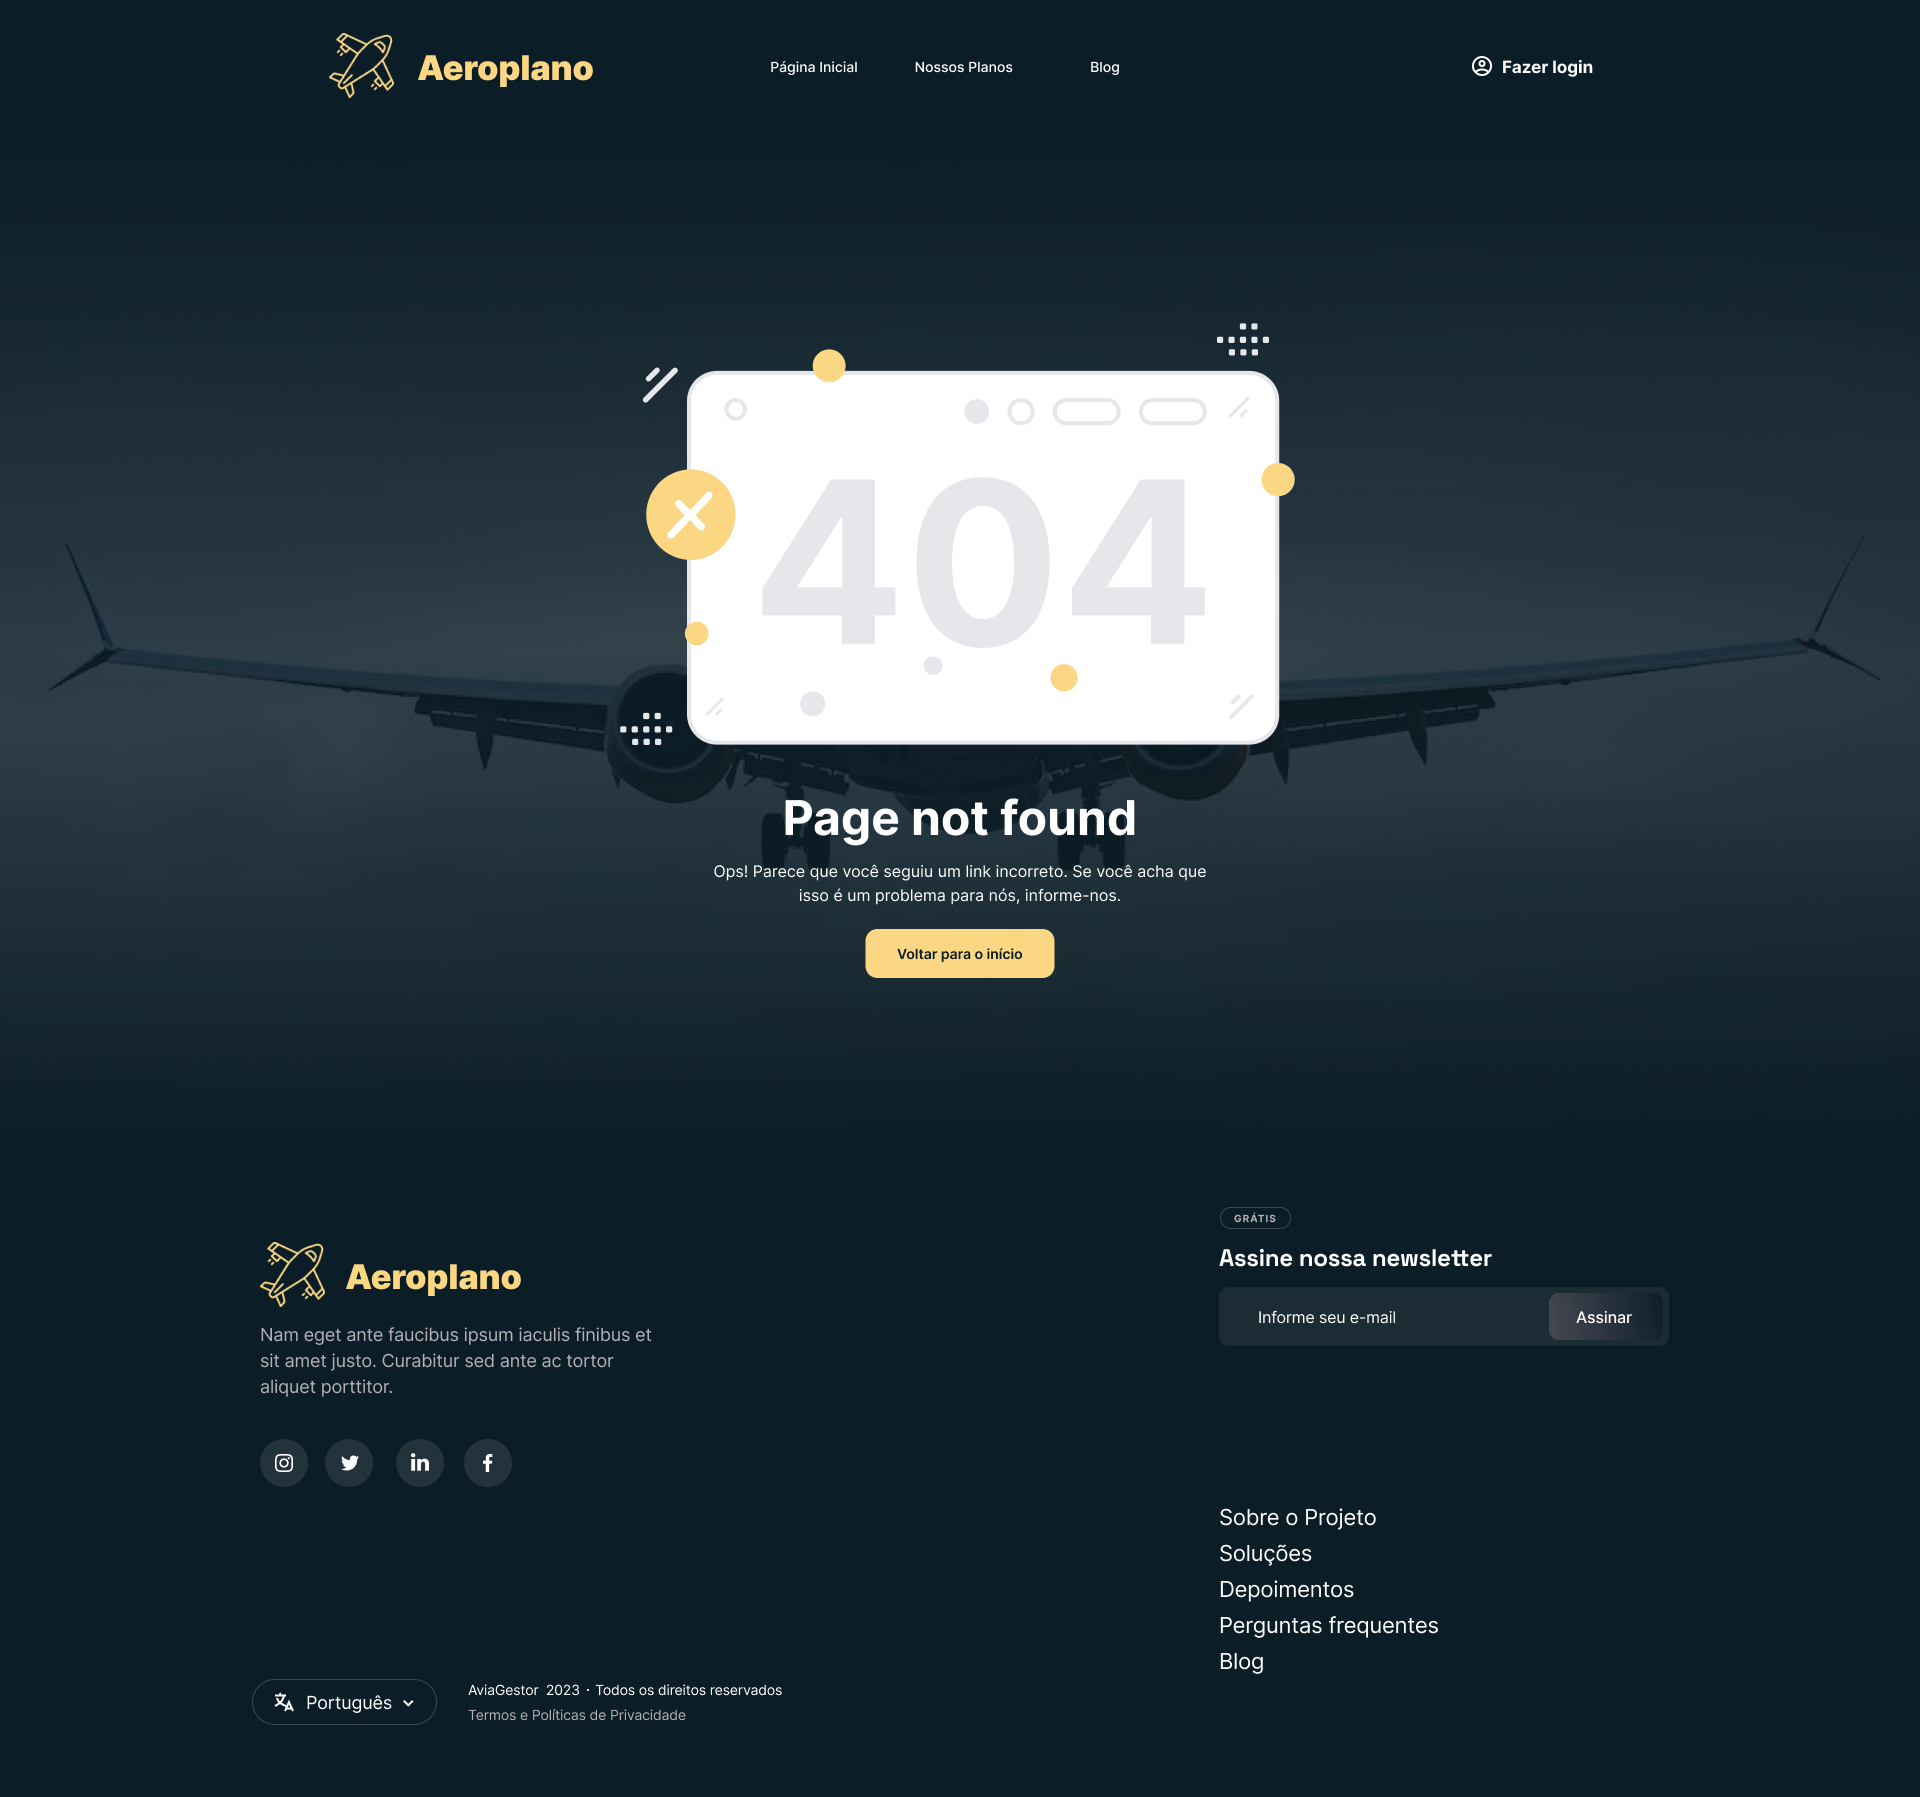 Aeroplano
Página Inicial
Nossos Planos
Blog
Fazer login
404
Page not found
Ops! Parece que você seguiu um link incorreto. Se você acha que
isso é um problema para nós, informe-nos.
Voltar para o início
GRÁTIS
Assine nossa newsletter
Informe seu e-mail
Assinar
Aeroplano
Nam eget ante faucibus ipsum iaculis finibus et
sit amet justo. Curabitur sed ante ac tortor
aliquet porttitor.
Sobre o Projeto
Soluções
Depoimentos
Perguntas frequentes
Blog
Português
AviaGestor 2023 · Todos os direitos reservados
Termos e Políticas de Privacidade